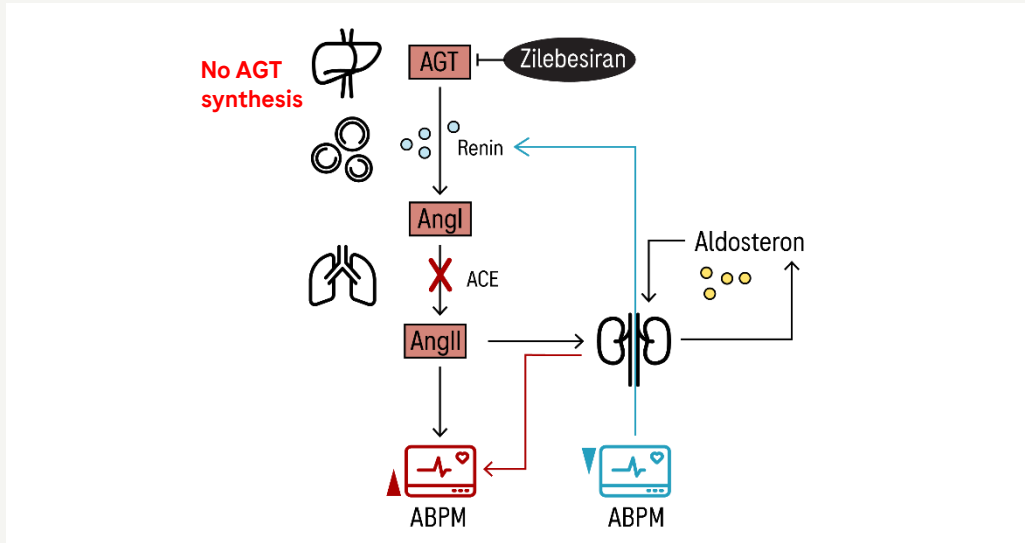 No AGT
synthesis
AGT
Zilebesiran
Renin
AngI
ACE
Aldosteron
AngII
ABPM
ABPM